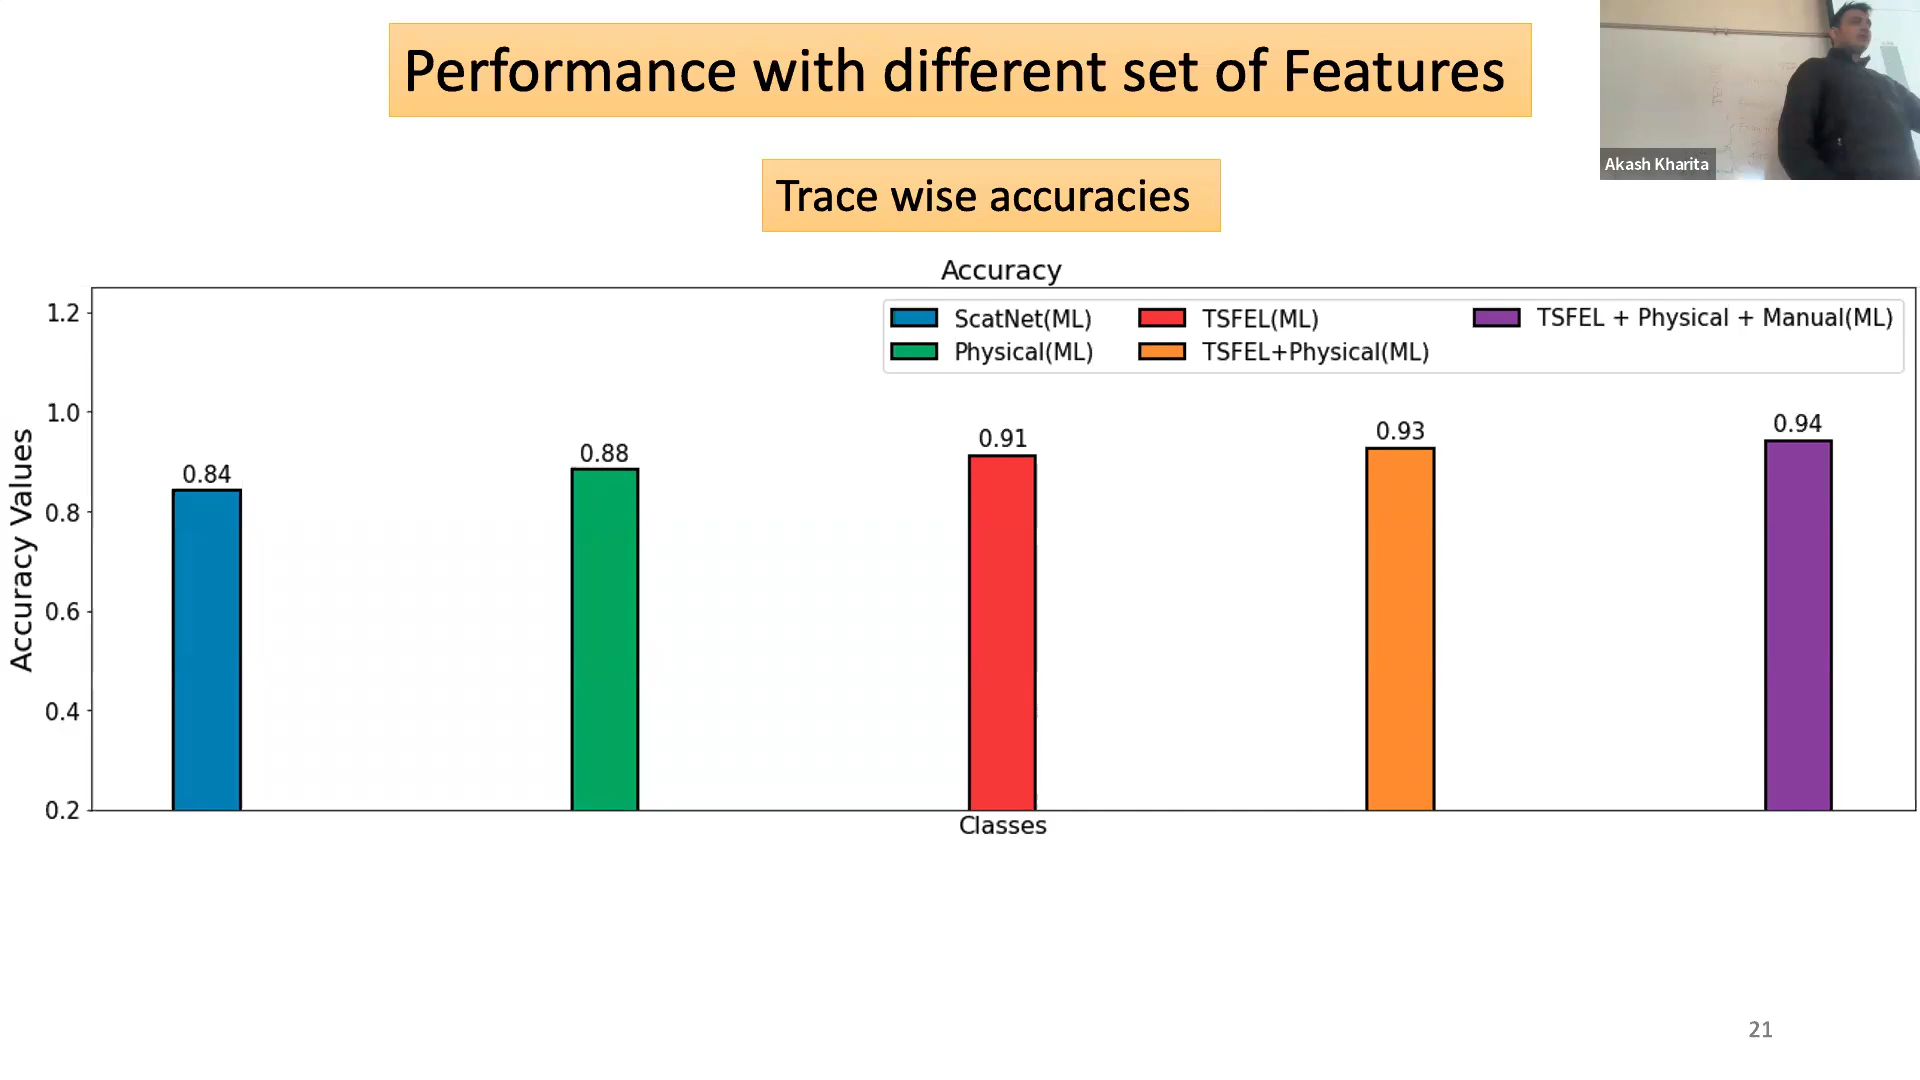 Performance with different set of Features
Akash Kharita
Trace wise accuracies
Accuracy
ScatNet(ML)
Physical(ML)
TSFEL(ML)
TSFEL+Physical(ML)
TSFEL + Physical + Manual(ML)
1.2
1.0
0.8
0.6
0.4
0.2
Accuracy Values
0.84
0.88
0.91
0.93
0.94
Classes
21